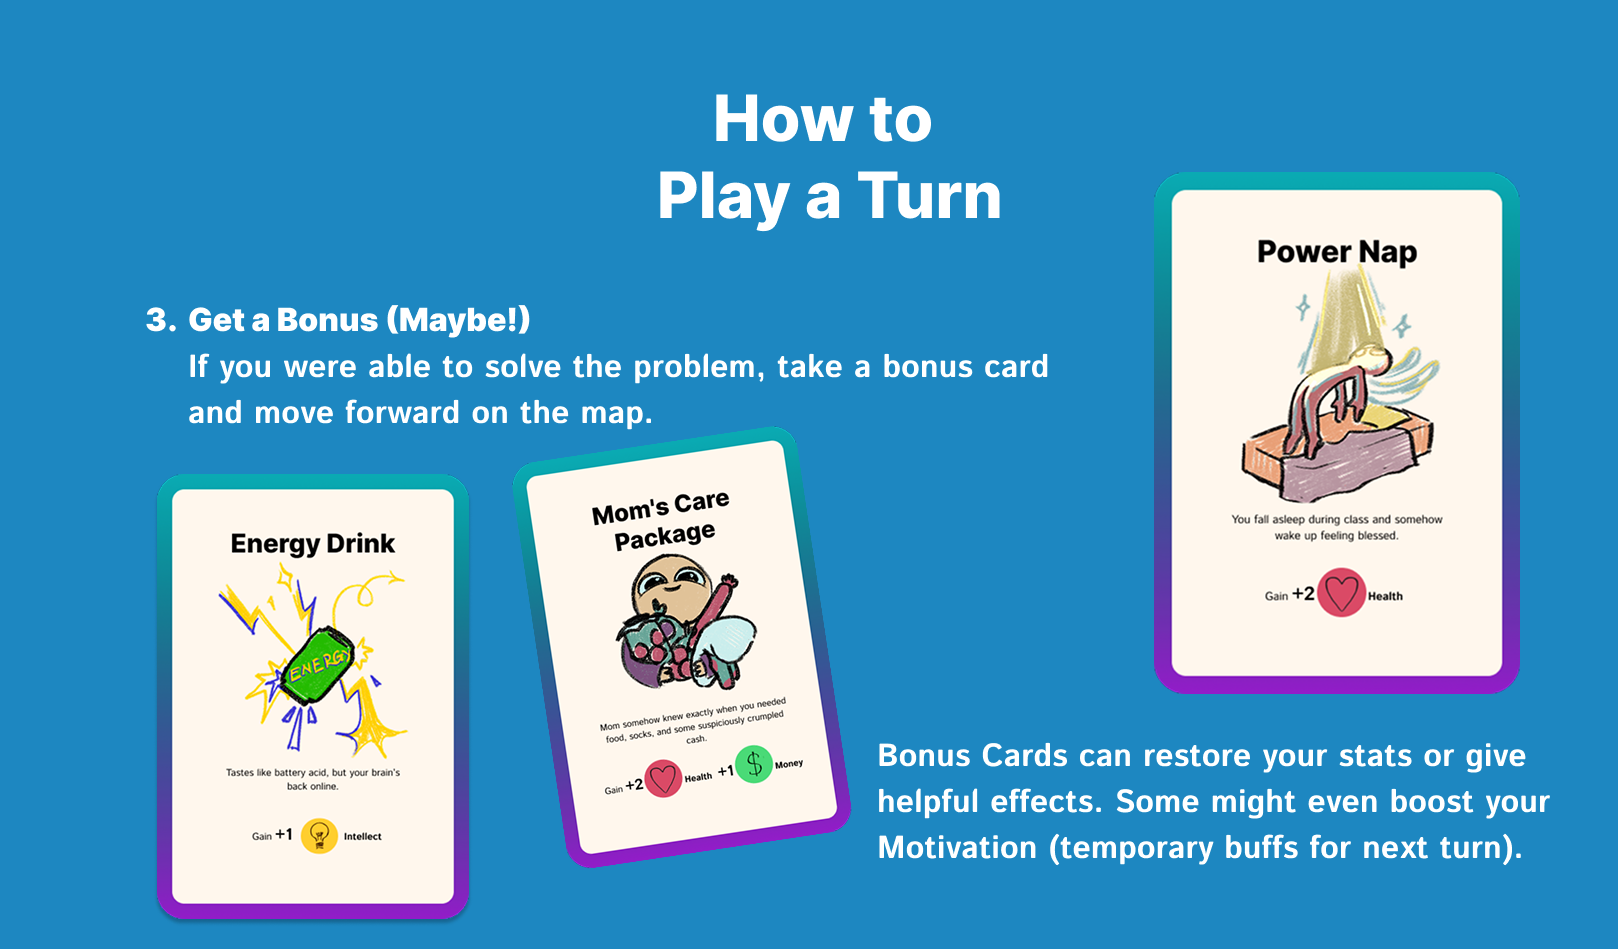 How to
Play a Turn
3. Get a Bonus (Maybe!)
If you were able to solve the problem, take a bonus card
and move forward on the map.
Energy Drink
ENERGY
Tastes like battery acid, but your brain's
back online.
Gain +1 Intellect
Mom's Care
Package
Mom somehow knew exactly when you needed
food, socks, and some suspiciously crumpled
cash.
Gain +2 Health +1 $ Money
Power Nap
You fall asleep during class and somehow
wake up feeling blessed.
Gain +2 Health
Bonus Cards can restore your stats or give
helpful effects. Some might even boost your
Motivation (temporary buffs for next turn).